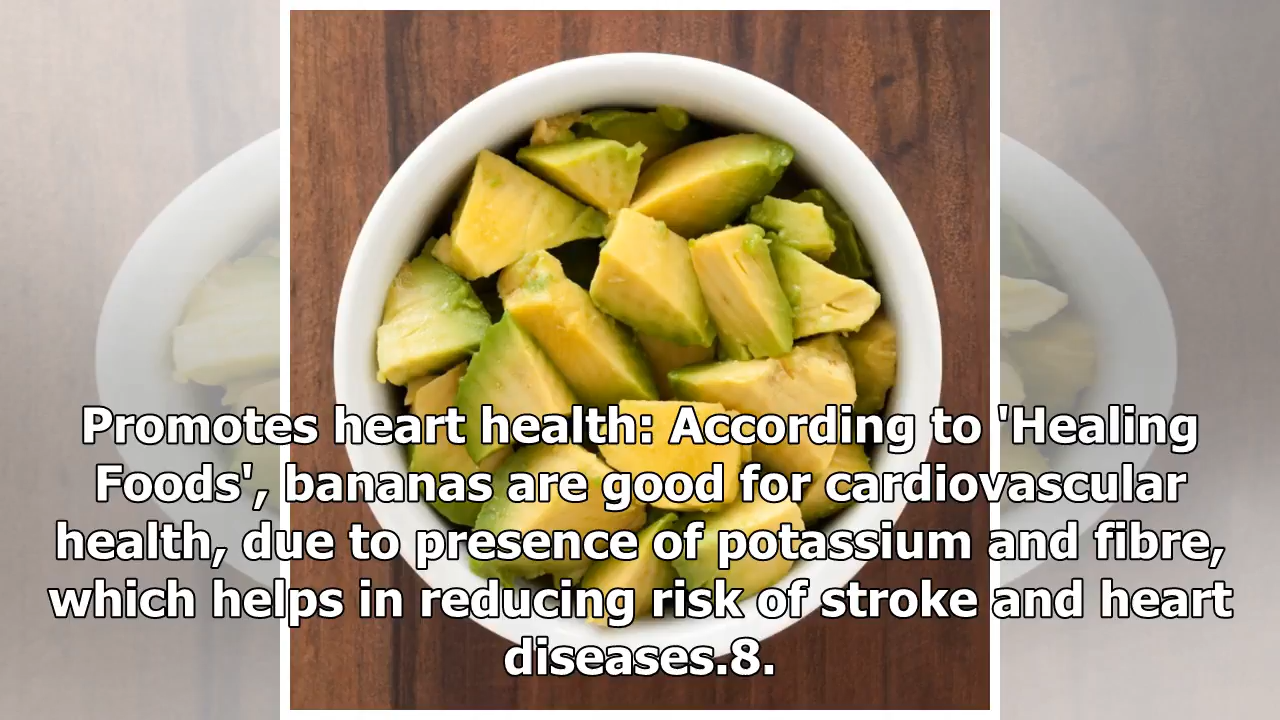 Promotes heart health: According to 'Healing
Foods', bananas are good for cardiovascular
health, due to presence of potassium and fibre,
which helps in reducing risk of stroke and heart
diseases.8.